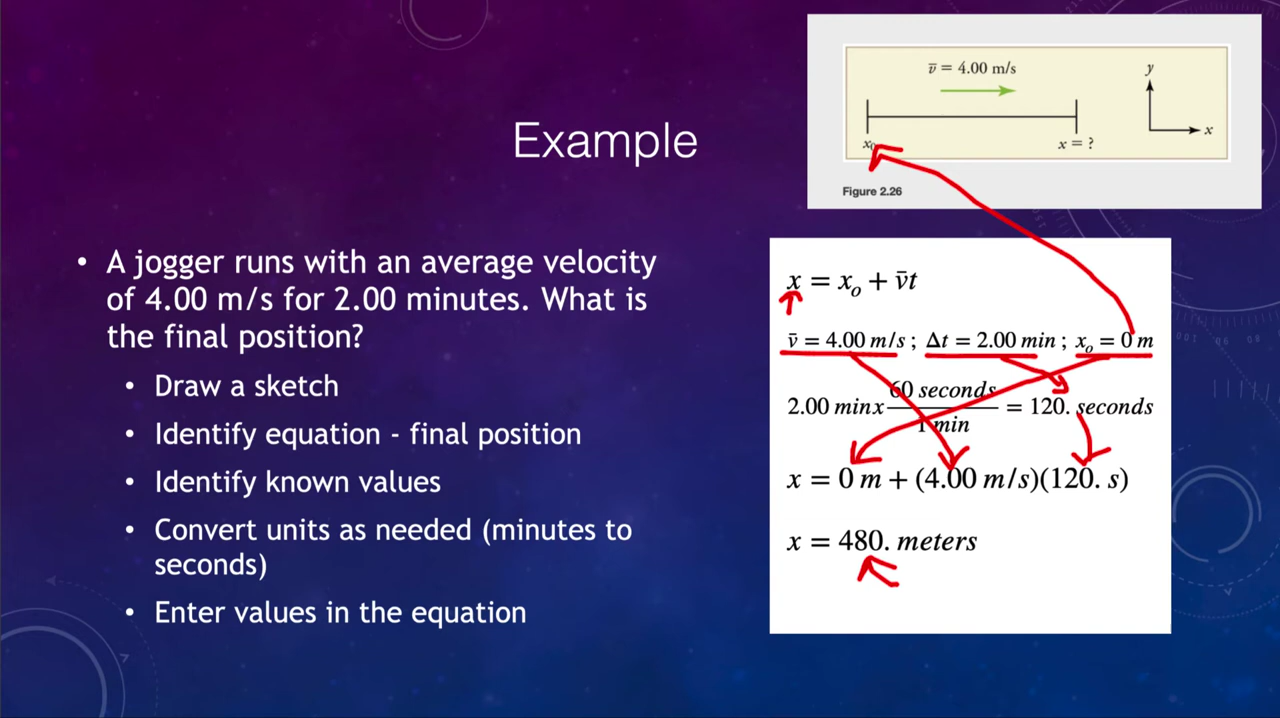 Example
• A jogger runs with an average velocity
of 4.00 m/s for 2.00 minutes. What is
the final position?
• Draw a sketch
• Identify equation - final position
• Identify known values
• Convert units as needed (minutes to
seconds)
• Enter values in the equation
v̄ = 4.00 m/s
y
x
x₀
x = ?
Figure 2.26
x = xₒ + v̄t
v̄ = 4.00 m/s ; Δt = 2.00 min ; xₒ = 0 m
60 seconds
2.00 minx = 120. seconds
1 min
x = 0 m + (4.00 m/s)(120. s)
x = 480. meters